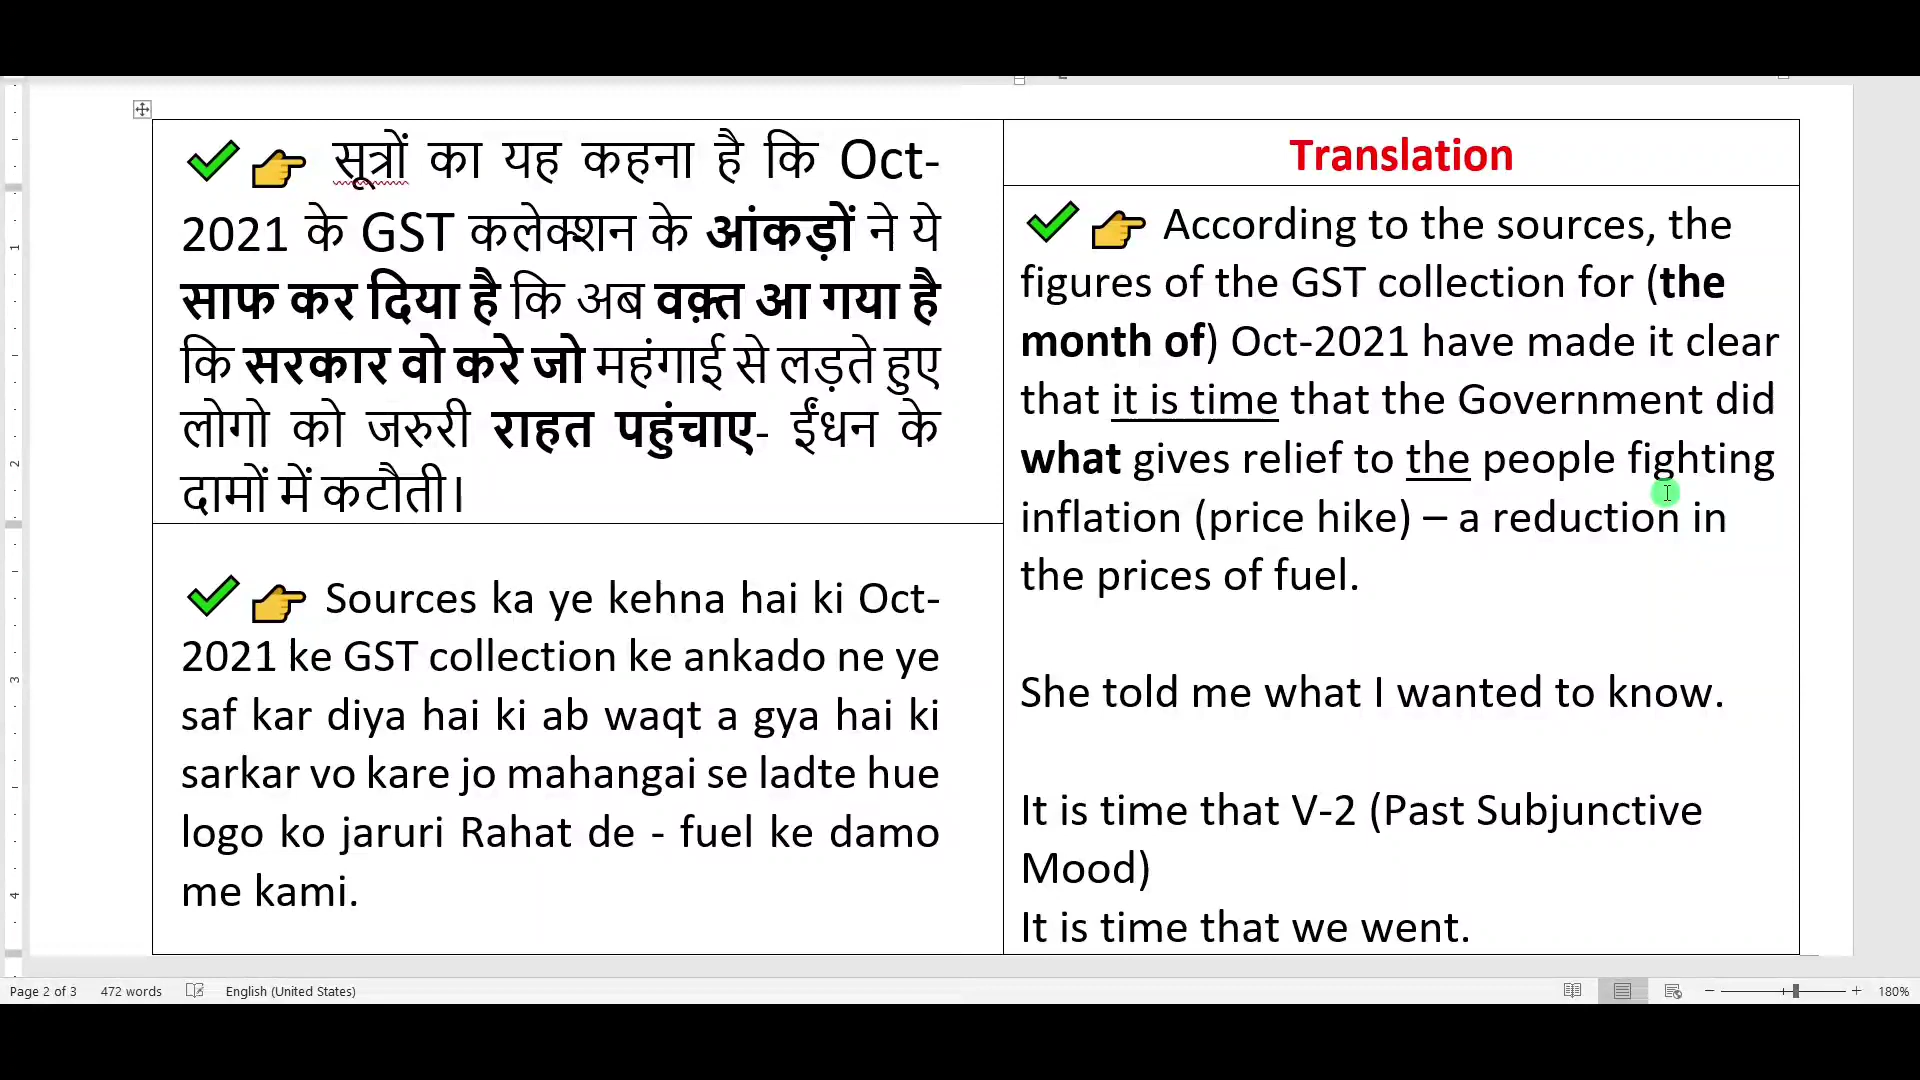 सूत्रों का यह कहना है कि Oct-
2021 के GST कलेक्शन के आंकड़ों ने ये
साफ कर दिया है कि अब वक़्त आ गया है
कि सरकार वो करे जो महंगाई से लड़ते हुए
लोगो को जरुरी राहत पहुंचाए- ईंधन के
दामों में कटौती।
Sources ka ye kehna hai ki Oct-
2021 ke GST collection ke ankado ne ye
saf kar diya hai ki ab waqt a gya hai ki
sarkar vo kare jo mahangai se ladte hue
logo ko jaruri Rahat de - fuel ke damo
me kami.
Translation
According to the sources, the
figures of the GST collection for (the
month of) Oct-2021 have made it clear
that it is time that the Government did
what gives relief to the people fighting
inflation (price hike) – a reduction in
the prices of fuel.
She told me what I wanted to know.
It is time that V-2 (Past Subjunctive
Mood)
It is time that we went.
1
2
3
4
Page 2 of 3 472 words English (United States) 180%